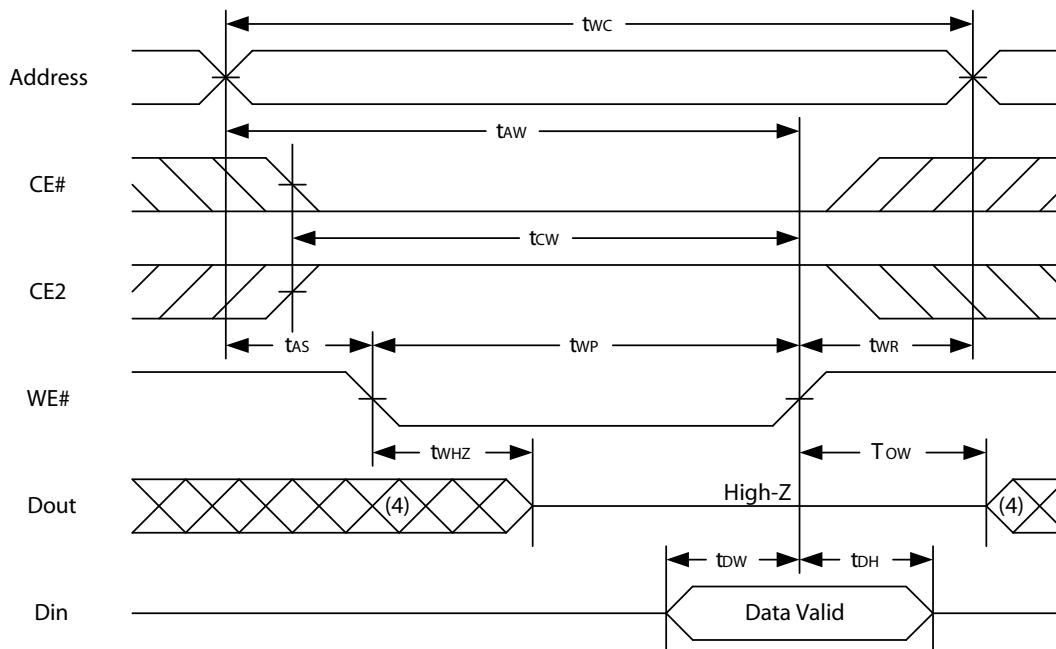 tWC
Address
tAW
CE#
tCW
CE2
tAS tWP tWR
WE#
tWHZ TOW
High-Z
Dout (4) (4)
tDW tDH
Din Data Valid